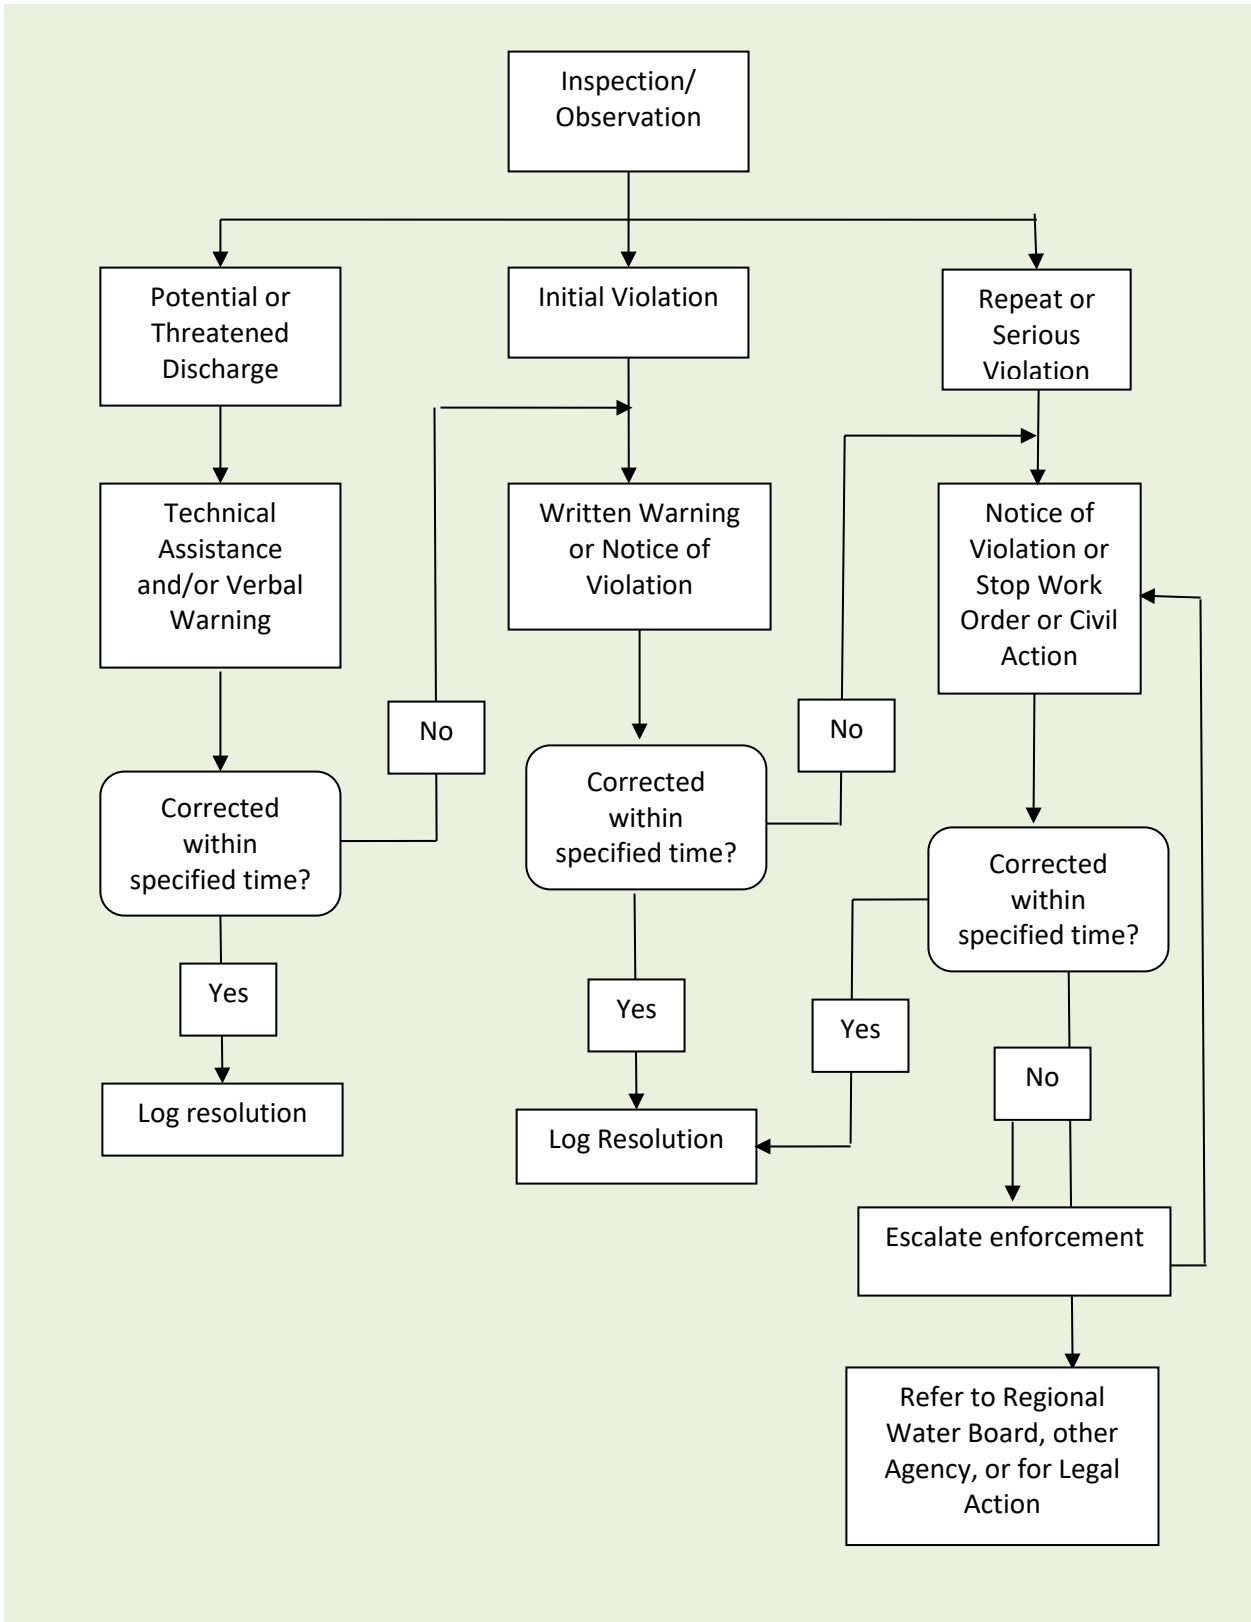 Inspection/
Observation
Potential or
Threatened
Discharge
Initial Violation
Repeat or
Serious
Violation
Technical
Assistance
and/or Verbal
Warning
Written Warning
or Notice of
Violation
Notice of
Violation or
Stop Work
Order or Civil
Action
No
No
Corrected
within
specified time?
Corrected
within
specified time?
Corrected
within
specified time?
Yes
Yes
Yes
No
Log resolution
Log Resolution
Escalate enforcement
Refer to Regional
Water Board, other
Agency, or for Legal
Action